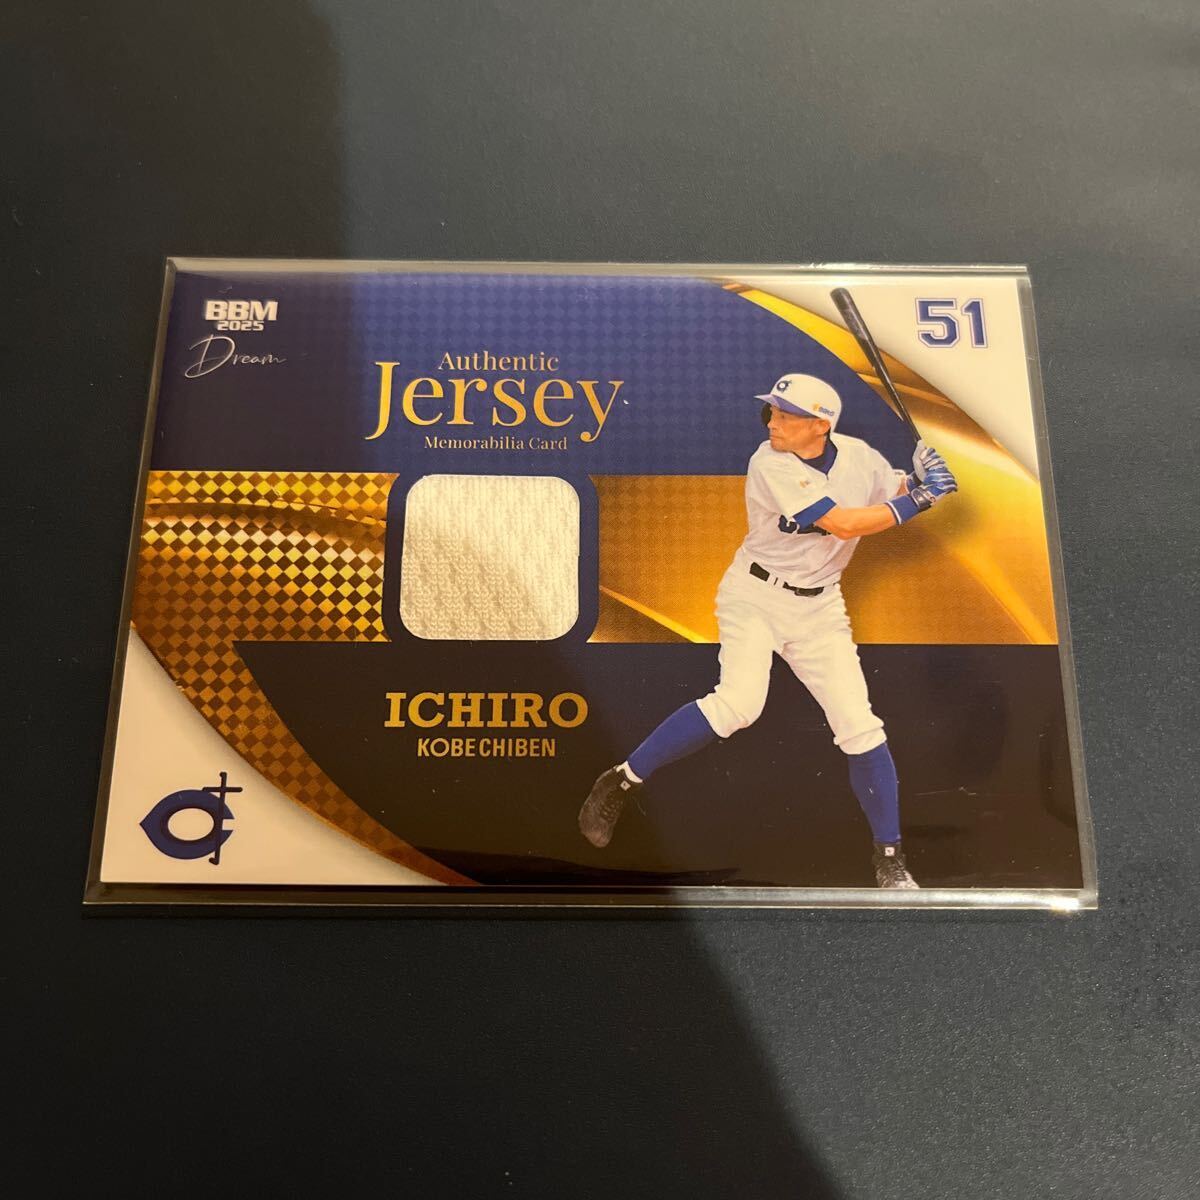 BBM
2025
Dream
51
Authentic
Jersey
Memorabilia Card
ICHIRO
KOBE CHIBEN